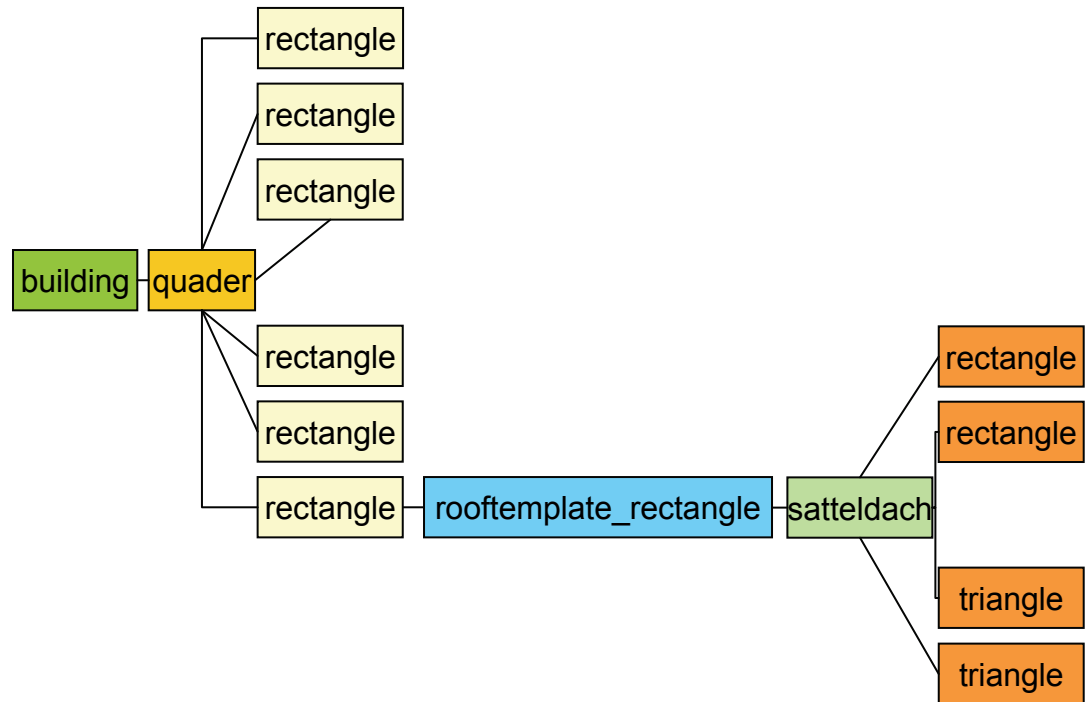 rectangle
rectangle
rectangle
building
quader
rectangle
rectangle
rectangle
rectangle
rectangle
rooftemplate_rectangle
satteldach
triangle
triangle